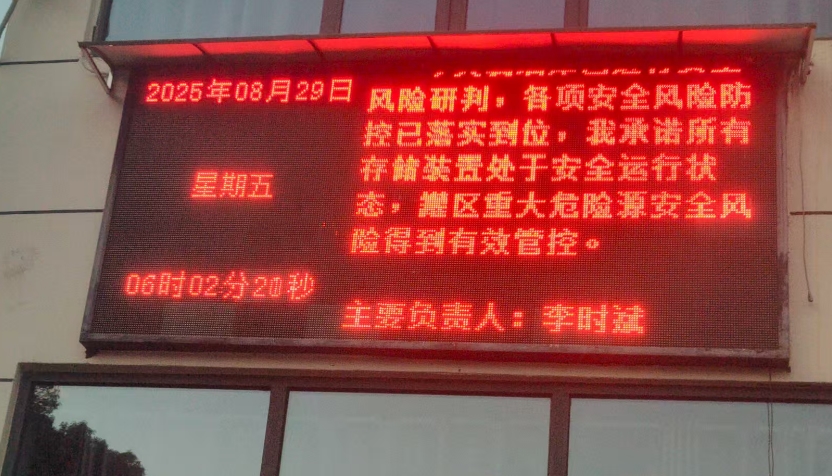 2025年08月29日
星期五
06时02分20秒
风险研判，各项安全风险防
控已落实到位，我承诺所有
存储装置处于安全运行状
态，罐区重大危险源安全风
险得到有效管控。
主要负责人：李时斌